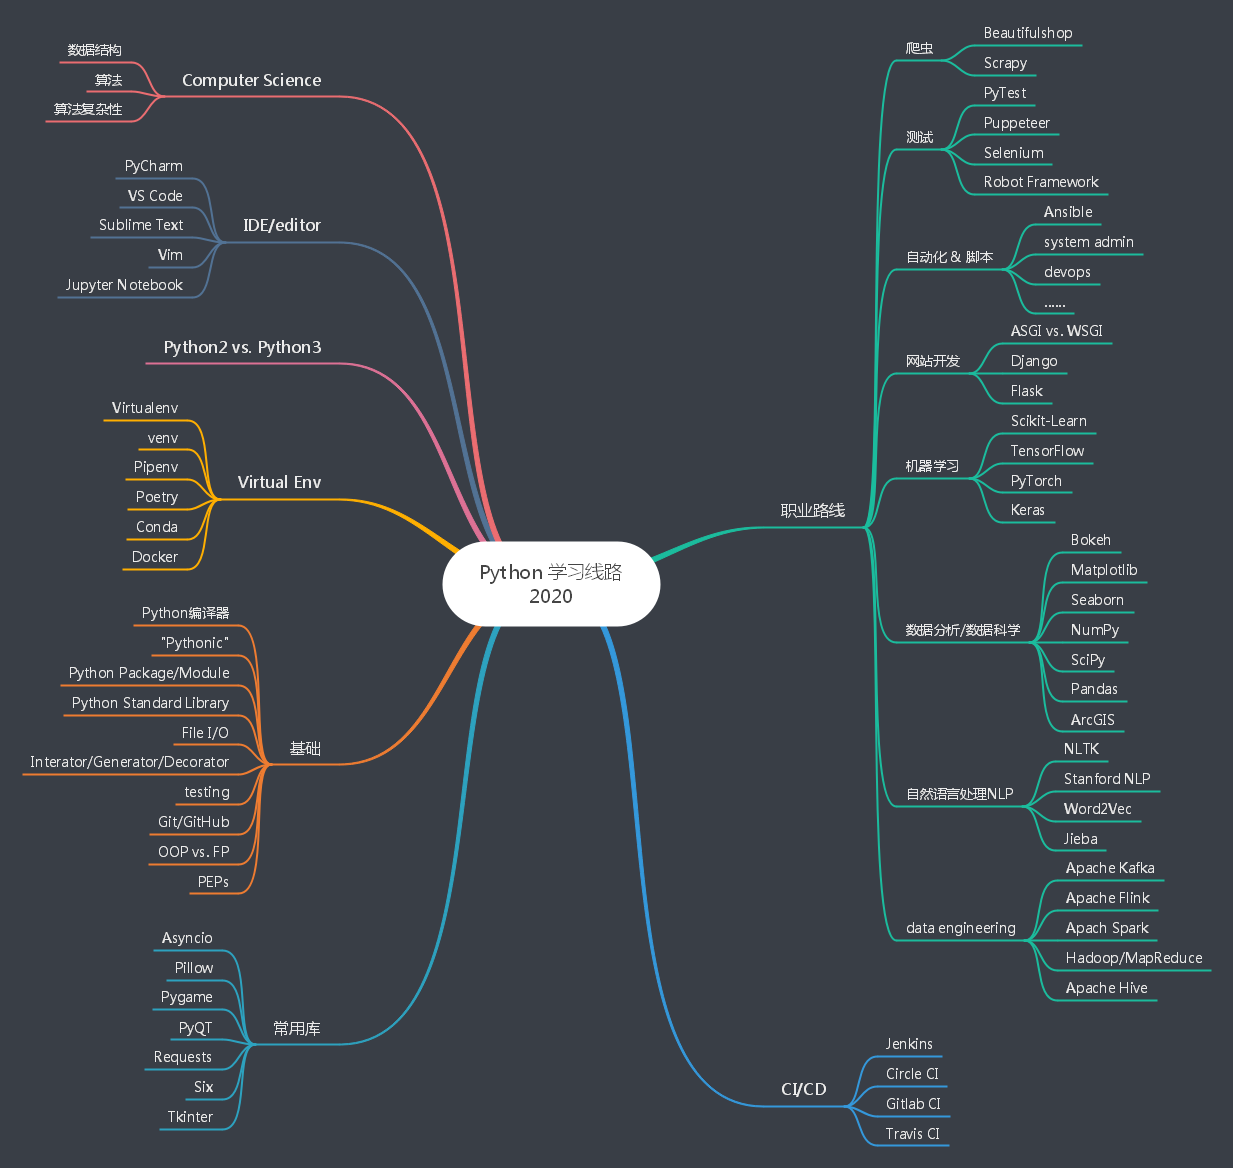 Python 学习线路
2020
Computer Science
数据结构
算法
算法复杂性
IDE/editor
PyCharm
VS Code
Sublime Text
Vim
Jupyter Notebook
Python2 vs. Python3
Virtual Env
Virtualenv
venv
Pipenv
Poetry
Conda
Docker
基础
Python编译器
"Pythonic"
Python Package/Module
Python Standard Library
File I/O
Interator/Generator/Decorator
testing
Git/GitHub
OOP vs. FP
PEPs
常用库
Asyncio
Pillow
Pygame
PyQT
Requests
Six
Tkinter
职业路线
爬虫
Beautifulshop
Scrapy
测试
PyTest
Puppeteer
Selenium
Robot Framework
自动化 & 脚本
Ansible
system admin
devops
......
网站开发
ASGI vs. WSGI
Django
Flask
机器学习
Scikit-Learn
TensorFlow
PyTorch
Keras
数据分析/数据科学
Bokeh
Matplotlib
Seaborn
NumPy
SciPy
Pandas
ArcGIS
自然语言处理NLP
NLTK
Stanford NLP
Word2Vec
Jieba
data engineering
Apache Kafka
Apache Flink
Apach Spark
Hadoop/MapReduce
Apache Hive
CI/CD
Jenkins
Circle CI
Gitlab CI
Travis CI